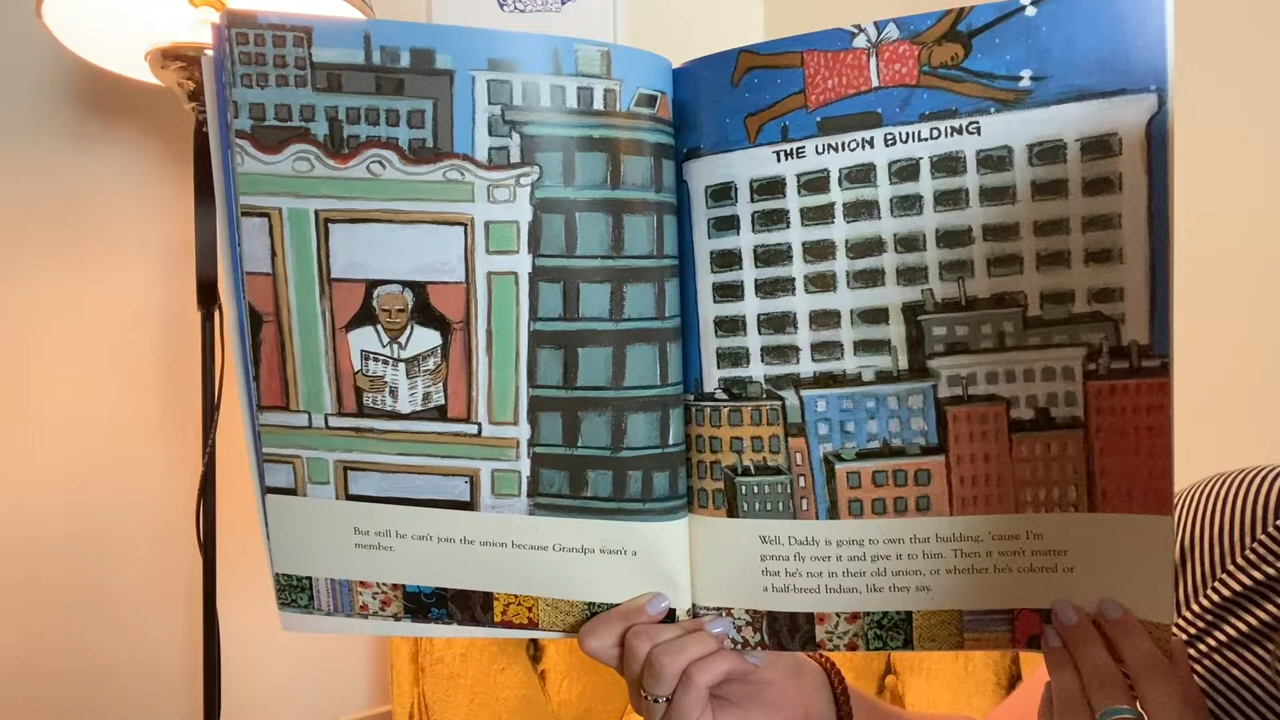 THE UNION BUILDING
But still he can't join the union because Grandpa wasn't a
member.
Well, Daddy is going to own that building, 'cause I'm
gonna fly over it and give it to him. Then it won't matter
that he's not in their old union, or whether he's colored or
a half-breed Indian, like they say.